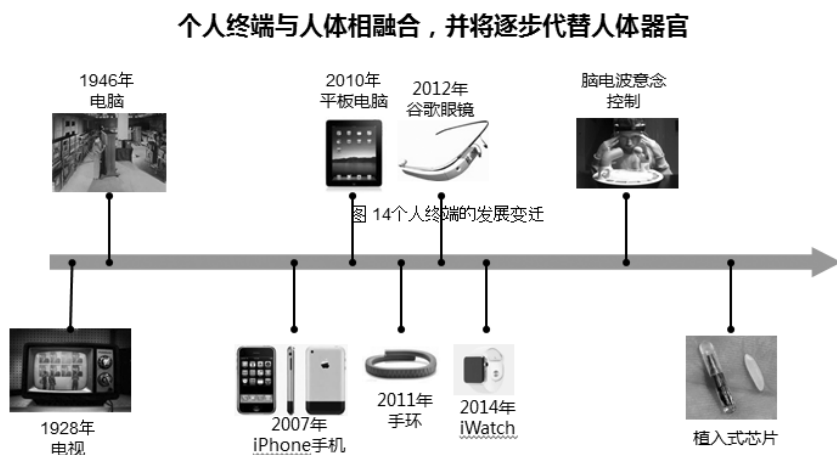 个人终端与人体相融合，并将逐步代替人体器官
1946年
电脑
2010年
平板电脑
2012年
谷歌眼镜
脑电波意念
控制
图 14个人终端的发展变迁
1928年
电视
2007年
iPhone手机
2011年
手环
2014年
iWatch
植入式芯片